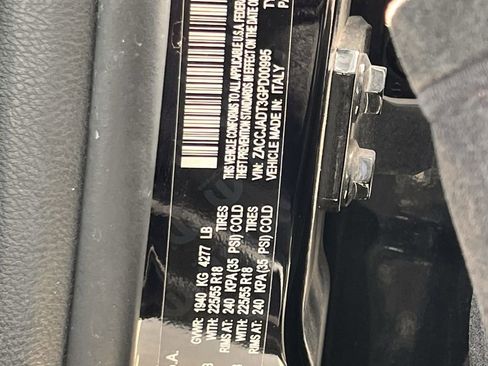 THIS VEHICLE CONFORMS TO ALL APPLICABLE U.S.A. FEDERAL
THEFT PREVENTION STANDARDS IN EFFECT ON THE DATE O
VIN: ZACCJADT3GPD00995
VEHICLE MADE IN: ITALY
GVWR: 1940 KG 4277 LB
WITH: 225/55 R18 TIRES
RIMS AT: 240 KPA(35 PSI) COLD
WITH: 225/55 R18 TIRES
RIMS AT: 240 KPA(35 PSI) COLD